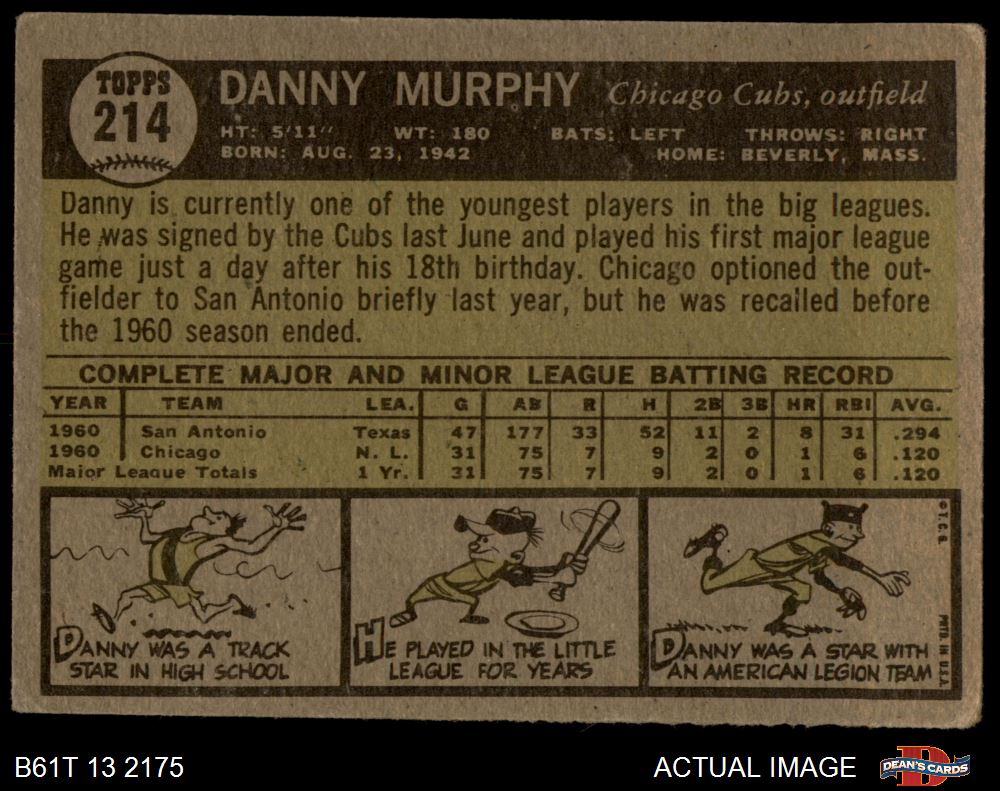 TOPPS
214
DANNY MURPHY Chicago Cubs, outfield
HT: 5'11" WT: 180 BATS: LEFT THROWS: RIGHT
BORN: AUG. 23, 1942 HOME: BEVERLY, MASS.
Danny is currently one of the youngest players in the big leagues.
He was signed by the Cubs last June and played his first major league
game just a day after his 18th birthday. Chicago optioned the out-
fielder to San Antonio briefly last year, but he was recalled before
the 1960 season ended.
COMPLETE MAJOR AND MINOR LEAGUE BATTING RECORD
YEAR TEAM LEA. G AB R H 2B 3B HR RBI AVG.
1960 San Antonio Texas 47 177 33 52 11 2 8 31 .294
1960 Chicago N. L. 31 75 7 9 2 0 1 6 .120
Major League Totals 1 Yr. 31 75 7 9 2 0 1 6 .120
DANNY WAS A TRACK
STAR IN HIGH SCHOOL
HE PLAYED IN THE LITTLE
LEAGUE FOR YEARS
DANNY WAS A STAR WITH
AN AMERICAN LEGION TEAM
© T. C. G.
PRTD. IN U.S.A.
B61T 13 2175
ACTUAL IMAGE
D
DEAN'S CARDS